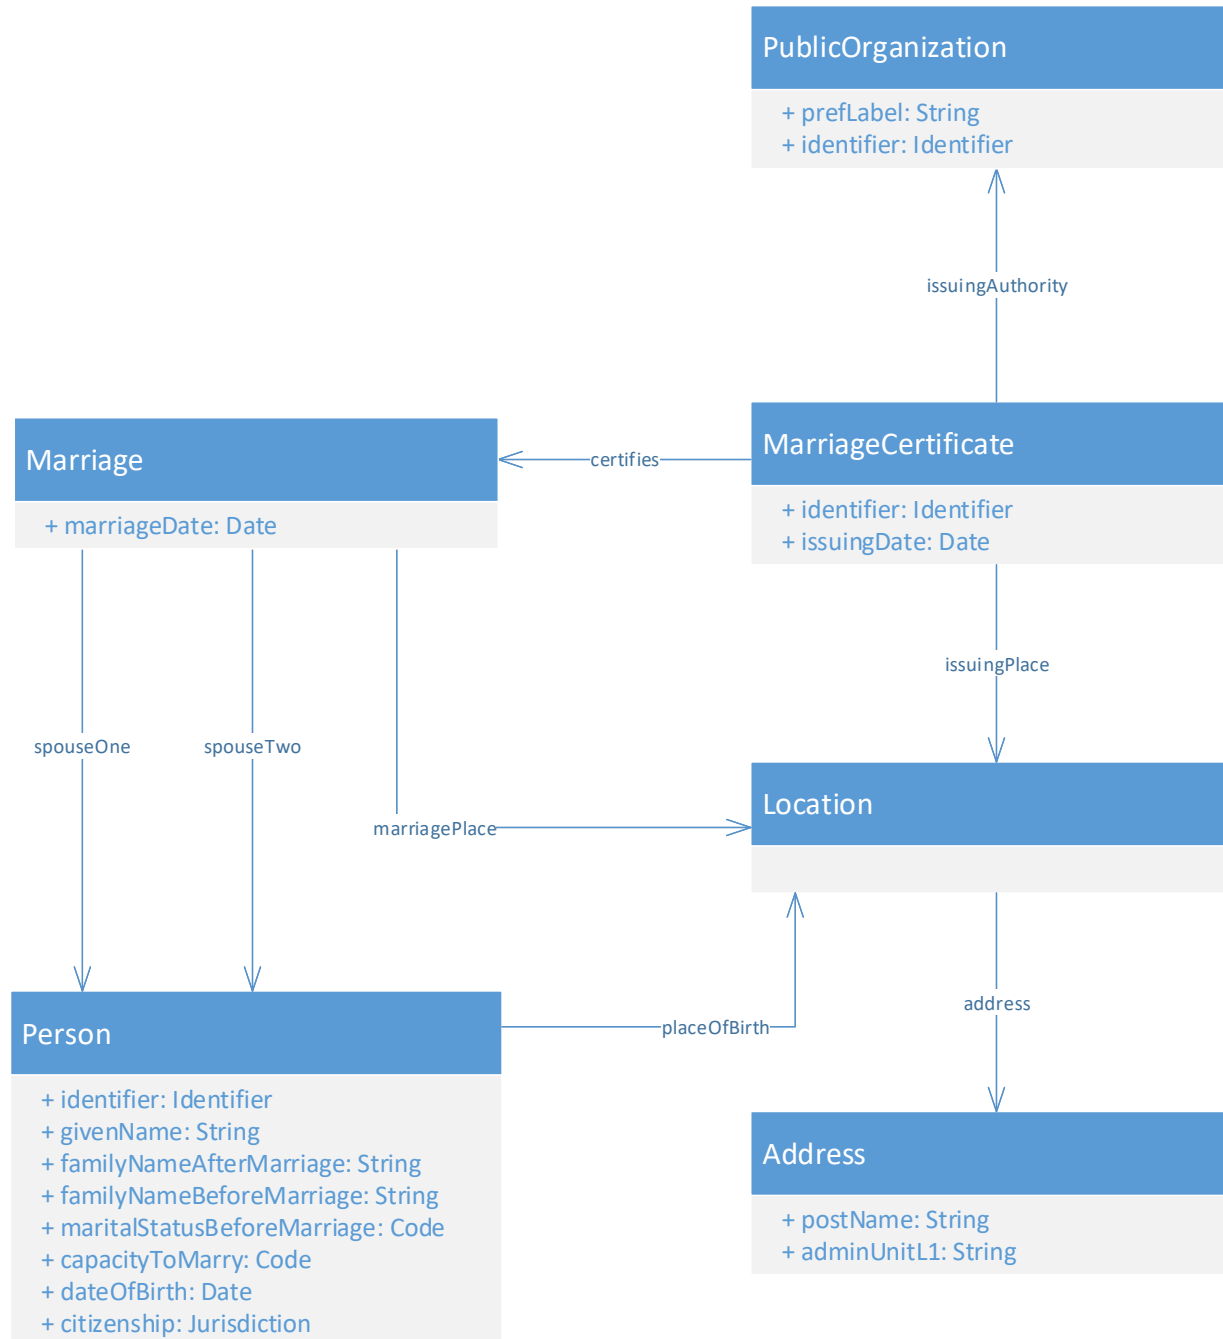 PublicOrganization
+ prefLabel: String
+ identifier: Identifier
issuingAuthority
Marriage
+ marriageDate: Date
certifies
MarriageCertificate
+ identifier: Identifier
+ issuingDate: Date
issuingPlace
spouseOne
spouseTwo
marriagePlace
Location
placeOfBirth
address
Person
+ identifier: Identifier
+ givenName: String
+ familyNameAfterMarriage: String
+ familyNameBeforeMarriage: String
+ maritalStatusBeforeMarriage: Code
+ capacityToMarry: Code
+ dateOfBirth: Date
+ citizenship: Jurisdiction
Address
+ postName: String
+ adminUnitL1: String